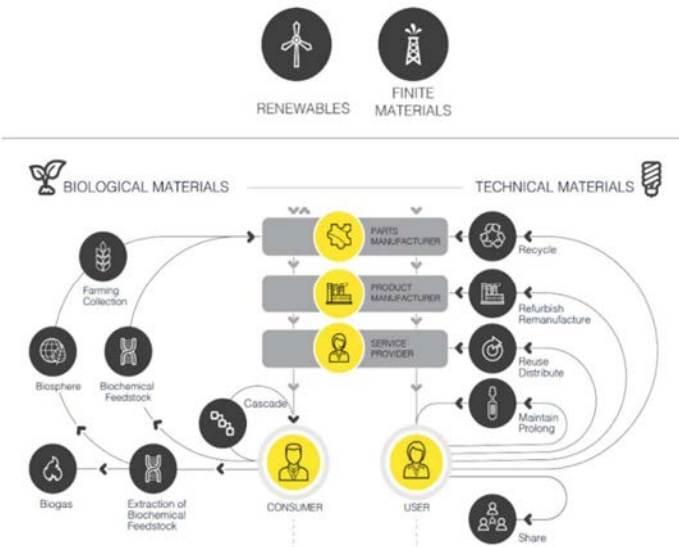 RENEWABLES
FINITE
MATERIALS
BIOLOGICAL MATERIALS
TECHNICAL MATERIALS
PARTS
MANUFACTURER
Recycle
Farming
Collection
PRODUCT
MANUFACTURER
Refurbish
Remanufacture
SERVICE
PROVIDER
Reuse
Distribute
Biosphere
Biochemical
Feedstock
Cascade
Maintain
Prolong
Biogas
Extraction of
Biochemical
Feedstock
CONSUMER
USER
Share